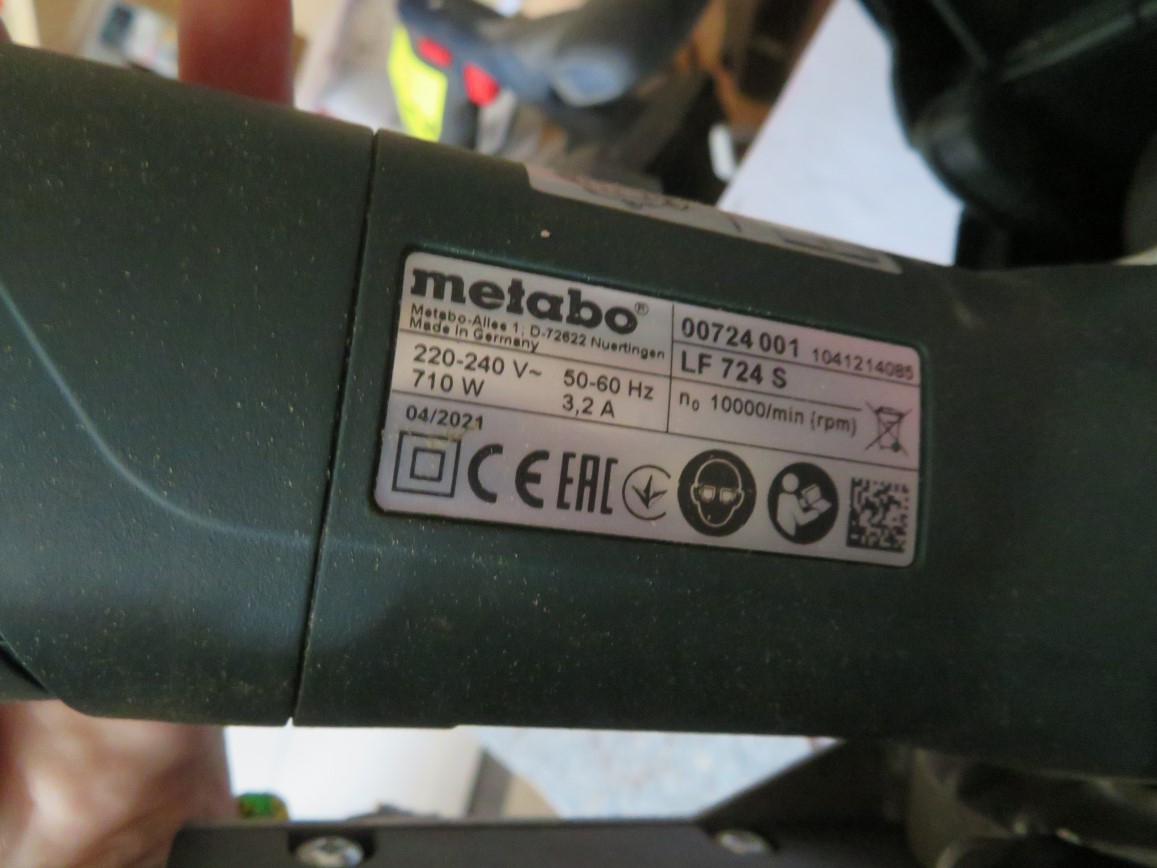 metabo®
Metabo-Allee 1, D-72622 Nuertingen
Made in Germany
220-240 V~ 50-60 Hz
710 W 3,2 A
00724 001 1041214085
LF 724 S
n₀ 10000/min (rpm)
04/2021
CE EAC